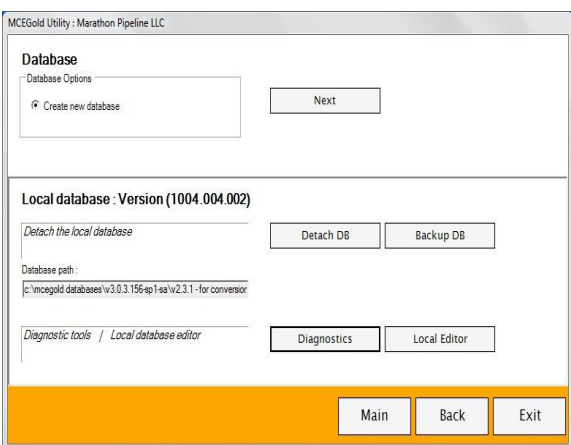 MCEGold Utility : Marathon Pipeline LLC
Database
Database Options
Create new database
Next
Local database : Version (1004.004.002)
Detach the local database
Detach DB
Backup DB
Database path :
c:\mcegold databases\v3.0.3.156-sp1-sa\v2.3.1 -for conversior
Diagnostic tools / Local database editor
Diagnostics
Local Editor
Main
Back
Exit